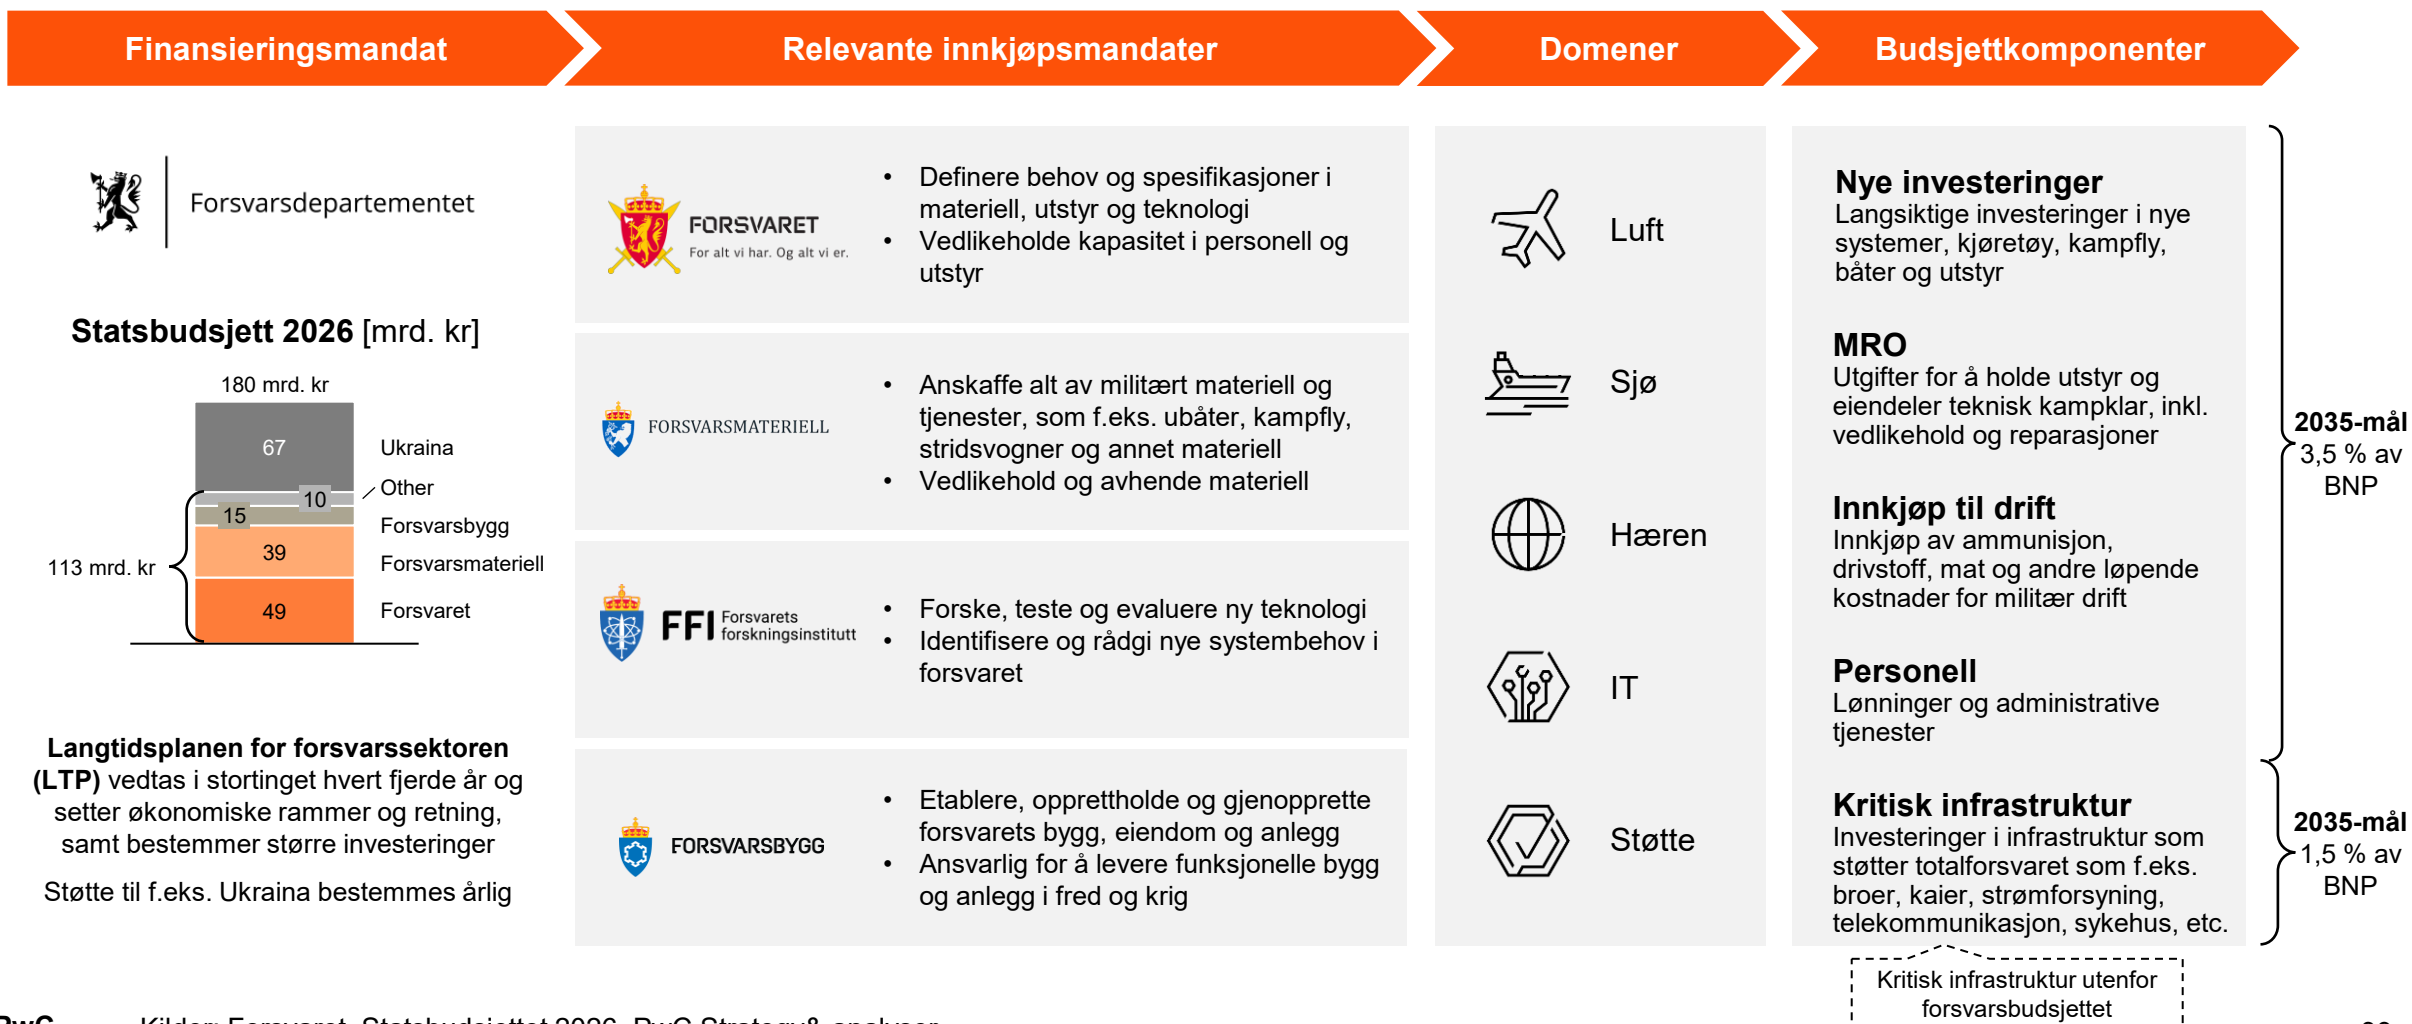 Finansieringsmandat
Relevante innkjøpsmandater
Domener
Budsjettkomponenter
Forsvarsdepartementet
Statsbudsjett 2026 [mrd. kr]
180 mrd. kr
67
Ukraina
10
Other
15
Forsvarsbygg
39
Forsvarsmateriell
113 mrd. kr
49
Forsvaret
Langtidsplanen for forsvarssektoren
(LTP) vedtas i stortinget hvert fjerde år og
setter økonomiske rammer og retning,
samt bestemmer større investeringer
Støtte til f.eks. Ukraina bestemmes årlig
FORSVARET
For alt vi har. Og alt vi er.
• Definere behov og spesifikasjoner i
materiell, utstyr og teknologi
• Vedlikeholde kapasitet i personell og
utstyr
FORSVARSMATERIELL
• Anskaffe alt av militært materiell og
tjenester, som f.eks. ubåter, kampfly,
stridsvogner og annet materiell
• Vedlikehold og avhende materiell
FFI Forsvarets
forskningsinstitutt
• Forske, teste og evaluere ny teknologi
• Identifisere og rådgi nye systembehov i
forsvaret
FORSVARSBYGG
• Etablere, opprettholde og gjenopprette
forsvarets bygg, eiendom og anlegg
• Ansvarlig for å levere funksjonelle bygg
og anlegg i fred og krig
Luft
Sjø
Hæren
IT
Støtte
Nye investeringer
Langsiktige investeringer i nye
systemer, kjøretøy, kampfly,
båter og utstyr
MRO
Utgifter for å holde utstyr og
eiendeler teknisk kampklar, inkl.
vedlikehold og reparasjoner
Innkjøp til drift
Innkjøp av ammunisjon,
drivstoff, mat og andre løpende
kostnader for militær drift
Personell
Lønninger og administrative
tjenester
Kritisk infrastruktur
Investeringer i infrastruktur som
støtter totalforsvaret som f.eks.
broer, kaier, strømforsyning,
telekommunikasjon, sykehus, etc.
2035-mål
3,5 % av
BNP
2035-mål
1,5 % av
BNP
Kritisk infrastruktur utenfor
forsvarsbudsjettet
PwC
Kilder: Forsvaret, Statsbudsjettet 2026, PwC Strategy& analyser